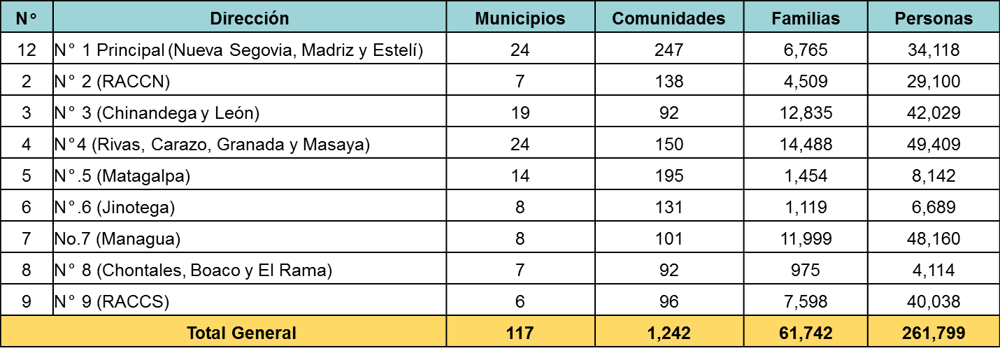 N° Dirección Municipios Comunidades Familias Personas
12 N° 1 Principal (Nueva Segovia, Madriz y Estelí) 24 247 6,765 34,118
2 N° 2 (RACCN) 7 138 4,509 29,100
3 N° 3 (Chinandega y León) 19 92 12,835 42,029
4 N°4 (Rivas, Carazo, Granada y Masaya) 24 150 14,488 49,409
5 N°.5 (Matagalpa) 14 195 1,454 8,142
6 N°.6 (Jinotega) 8 131 1,119 6,689
7 No.7 (Managua) 8 101 11,999 48,160
8 N° 8 (Chontales, Boaco y El Rama) 7 92 975 4,114
9 N° 9 (RACCS) 6 96 7,598 40,038
Total General 117 1,242 61,742 261,799